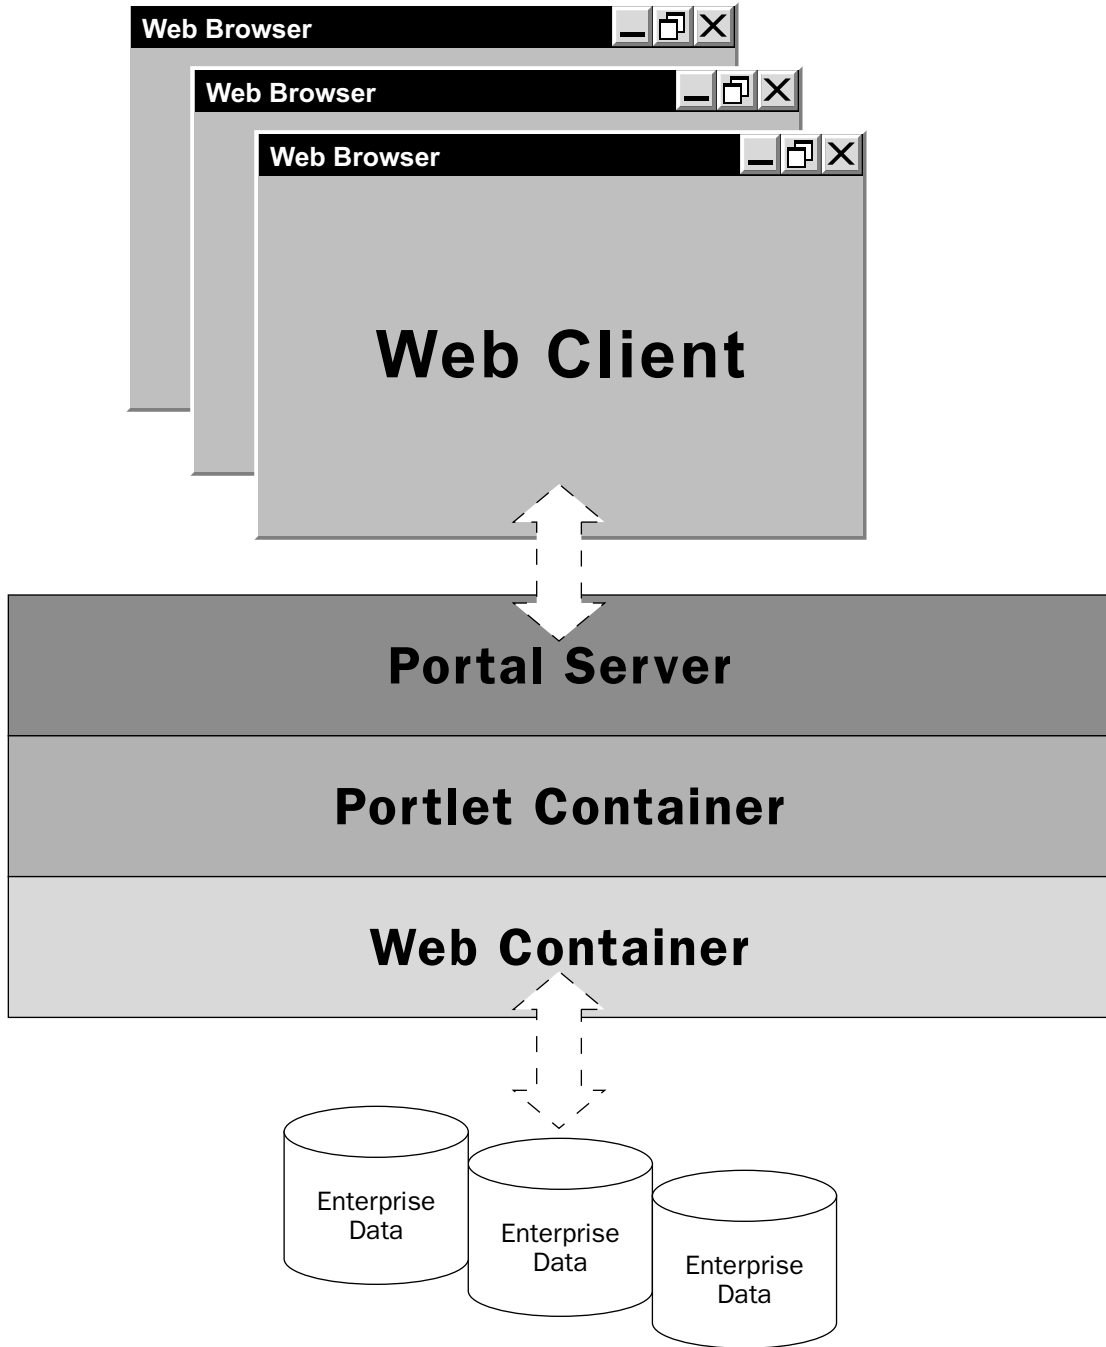 Web Browser
Web Browser
Web Browser
Web Client
Portal Server
Portlet Container
Web Container
Enterprise
Data
Enterprise
Data
Enterprise
Data